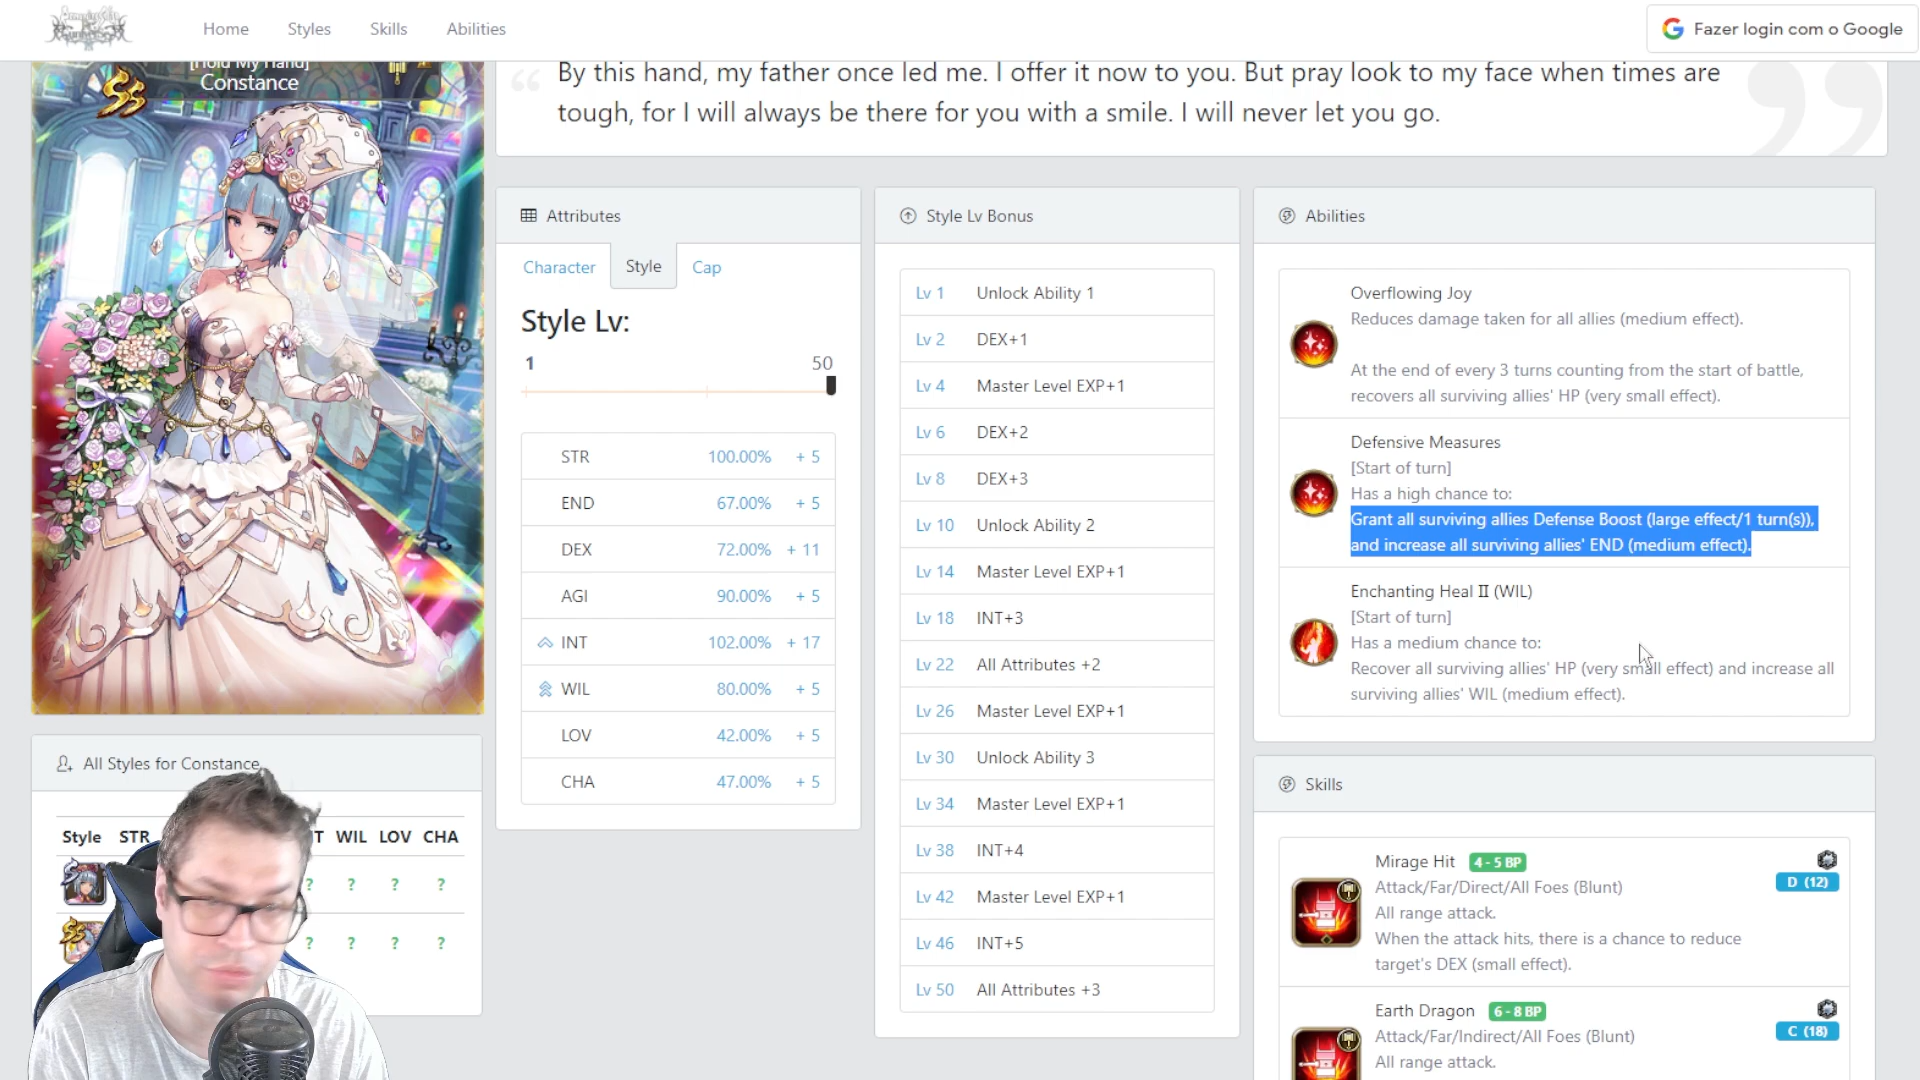 Home
Styles
Skills
Abilities
Fazer login com o Google
[Hold My Hand]
Constance
SS
By this hand, my father once led me. I offer it now to you. But pray look to my face when times are
tough, for I will always be there for you with a smile. I will never let you go.
Attributes
Character
Style
Cap
Style Lv:
1
50
STR 100.00% + 5
END 67.00% + 5
DEX 72.00% + 11
AGI 90.00% + 5
INT 102.00% + 17
WIL 80.00% + 5
LOV 42.00% + 5
CHA 47.00% + 5
Style Lv Bonus
Lv 1 Unlock Ability 1
Lv 2 DEX+1
Lv 4 Master Level EXP+1
Lv 6 DEX+2
Lv 8 DEX+3
Lv 10 Unlock Ability 2
Lv 14 Master Level EXP+1
Lv 18 INT+3
Lv 22 All Attributes +2
Lv 26 Master Level EXP+1
Lv 30 Unlock Ability 3
Lv 34 Master Level EXP+1
Lv 38 INT+4
Lv 42 Master Level EXP+1
Lv 46 INT+5
Lv 50 All Attributes +3
Abilities
Overflowing Joy
Reduces damage taken for all allies (medium effect).
At the end of every 3 turns counting from the start of battle,
recovers all surviving allies' HP (very small effect).
Defensive Measures
[Start of turn]
Has a high chance to:
Grant all surviving allies Defense Boost (large effect/1 turn(s)),
and increase all surviving allies' END (medium effect).
Enchanting Heal Ⅱ (WIL)
[Start of turn]
Has a medium chance to:
Recover all surviving allies' HP (very small effect) and increase all
surviving allies' WIL (medium effect).
All Styles for Constance
Style STR T WIL LOV CHA
S ? ? ? ?
SS ? ? ? ?
Skills
Mirage Hit 4 - 5 BP
D (12)
Attack/Far/Direct/All Foes (Blunt)
All range attack.
When the attack hits, there is a chance to reduce
target's DEX (small effect).
Earth Dragon 6 - 8 BP
C (18)
Attack/Far/Indirect/All Foes (Blunt)
All range attack.